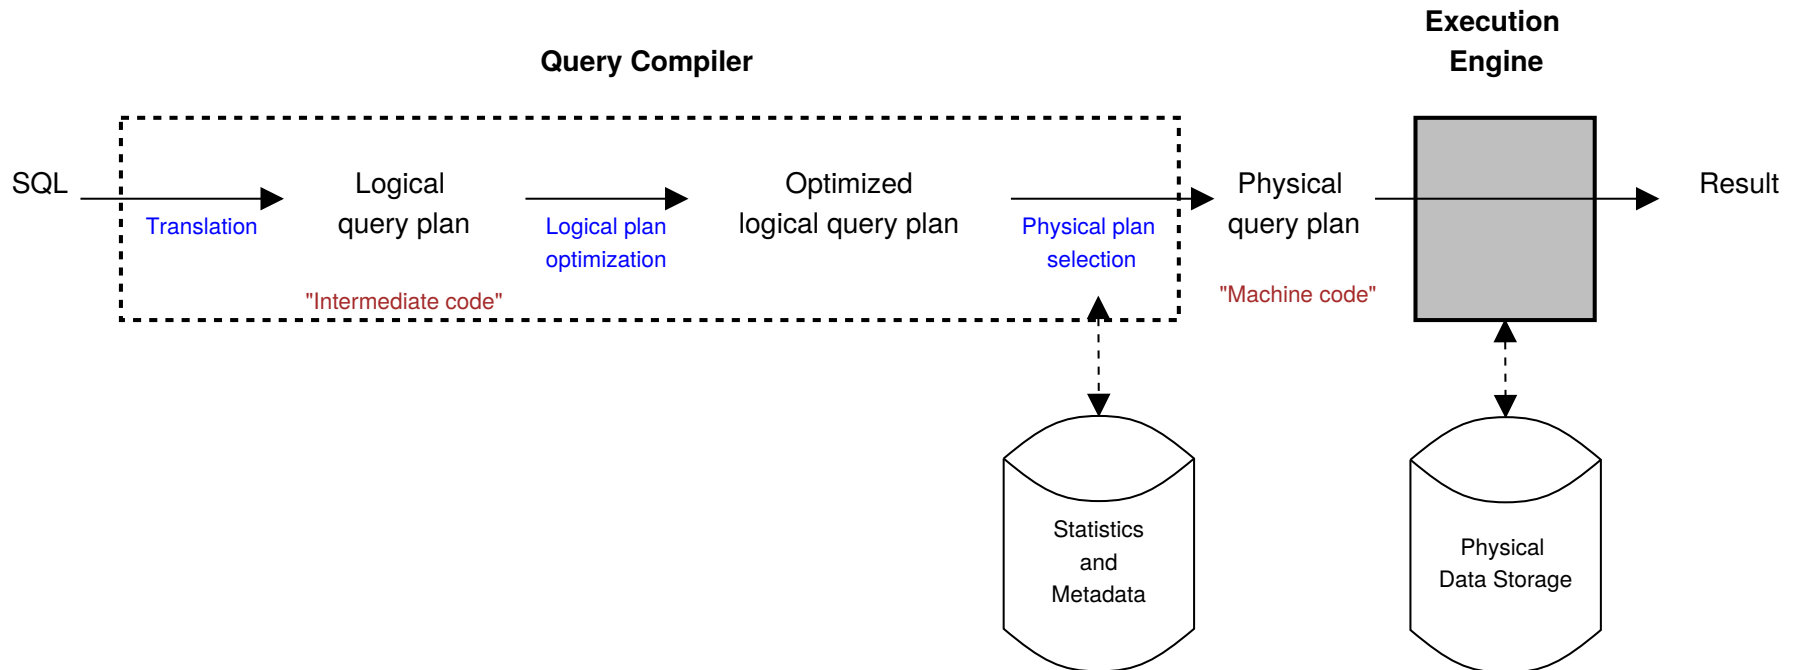 Execution
Engine
Query Compiler
SQL
Translation
Logical
query plan
"Intermediate code"
Logical plan
optimization
Optimized
logical query plan
Physical plan
selection
Physical
query plan
"Machine code"
Result
Statistics
and
Metadata
Physical
Data Storage